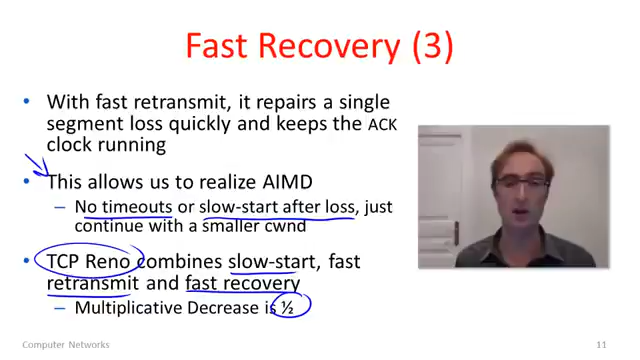 Fast Recovery (3)
• With fast retransmit, it repairs a single
segment loss quickly and keeps the ACK
clock running
• This allows us to realize AIMD
– No timeouts or slow-start after loss, just
continue with a smaller cwnd
• TCP Reno combines slow-start, fast
retransmit and fast recovery
– Multiplicative Decrease is ½
Computer Networks
11